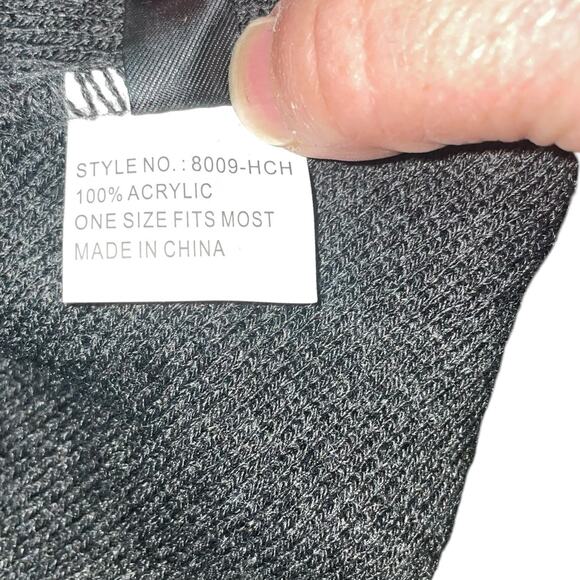 STYLE NO.: 8009-HCH
100% ACRYLIC
ONE SIZE FITS MOST
MADE IN CHINA